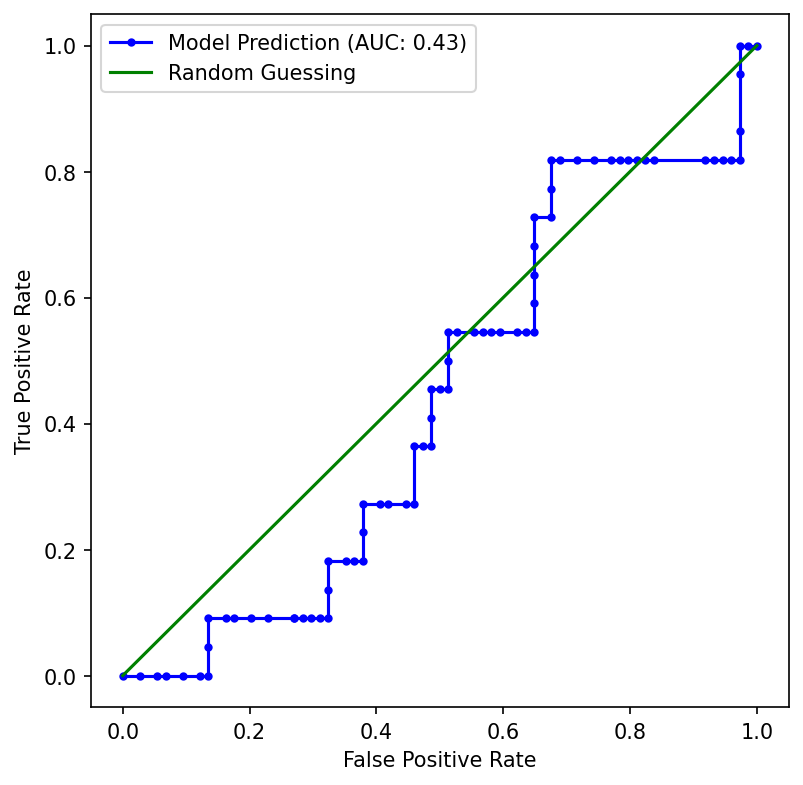 Model Prediction (AUC: 0.43)
Random Guessing
1.0
0.8
0.6
0.4
0.2
0.0
True Positive Rate
0.0 0.2 0.4 0.6 0.8 1.0
False Positive Rate